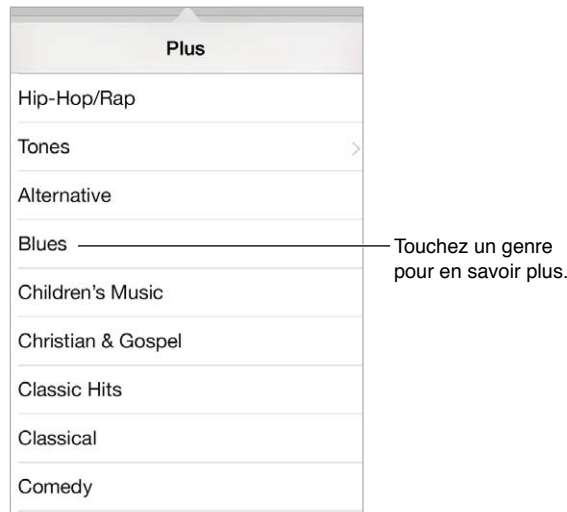 Plus
Hip-Hop/Rap
Tones
Alternative
Blues
Touchez un genre
pour en savoir plus.
Children's Music
Christian & Gospel
Classic Hits
Classical
Comedy